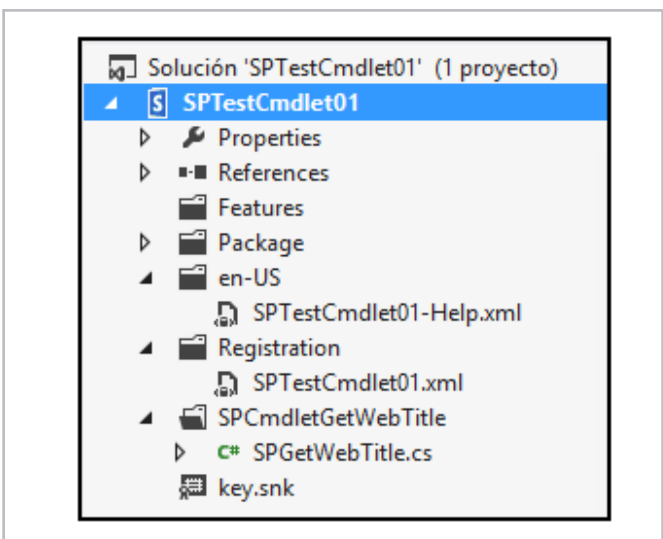 Solución 'SPTestCmdlet01' (1 proyecto)
SPTestCmdlet01
Properties
References
Features
Package
en-US
SPTestCmdlet01-Help.xml
Registration
SPTestCmdlet01.xml
SPCmdletGetWebTitle
C# SPGetWebTitle.cs
key.snk